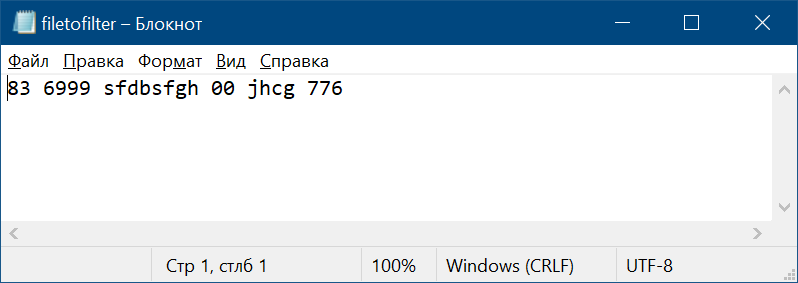 filetofilter – Блокнот
Файл Правка Формат Вид Справка
83 6999 sfdbsfgh 00 jhcg 776
Стр 1, стлб 1 100% Windows (CRLF) UTF-8